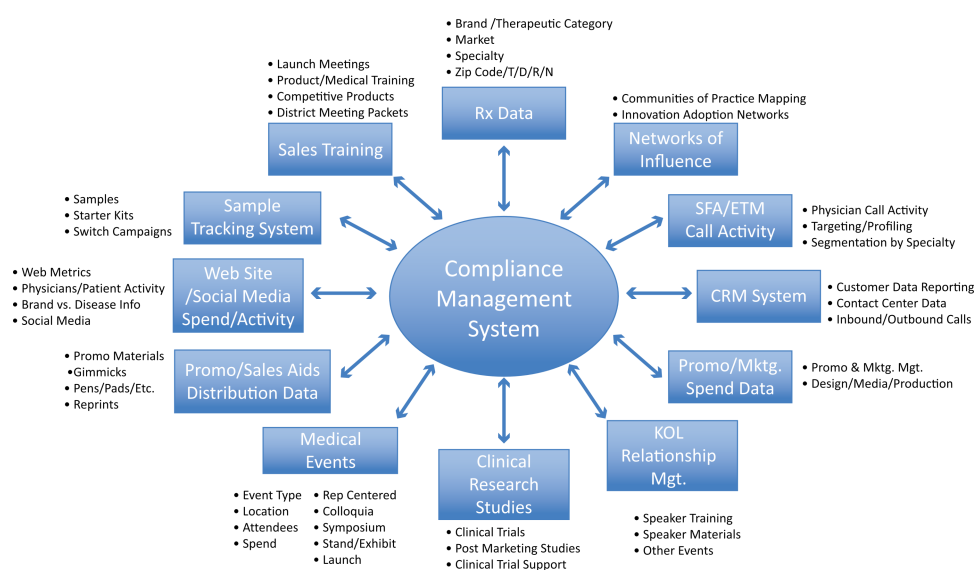 • Brand /Therapeutic Category
• Market
• Specialty
• Zip Code/T/D/R/N
Rx Data
• Launch Meetings
• Product/Medical Training
• Competitive Products
• District Meeting Packets
Sales Training
• Communities of Practice Mapping
• Innovation Adoption Networks
Networks of
Influence
• Samples
• Starter Kits
• Switch Campaigns
Sample
Tracking System
SFA/ETM
Call Activity
• Physician Call Activity
• Targeting/Profiling
• Segmentation by Specialty
Compliance
Management
System
• Web Metrics
• Physicians/Patient Activity
• Brand vs. Disease Info
• Social Media
Web Site
/Social Media
Spend/Activity
CRM System
• Customer Data Reporting
• Contact Center Data
• Inbound/Outbound Calls
• Promo Materials
•Gimmicks
• Pens/Pads/Etc.
• Reprints
Promo/Sales Aids
Distribution Data
Promo/Mktg.
Spend Data
• Promo & Mktg. Mgt.
• Design/Media/Production
Medical
Events
• Event Type
• Location
• Attendees
• Spend
• Rep Centered
• Colloquia
• Symposium
• Stand/Exhibit
• Launch
Clinical
Research
Studies
• Clinical Trials
• Post Marketing Studies
• Clinical Trial Support
KOL
Relationship
Mgt.
• Speaker Training
• Speaker Materials
• Other Events